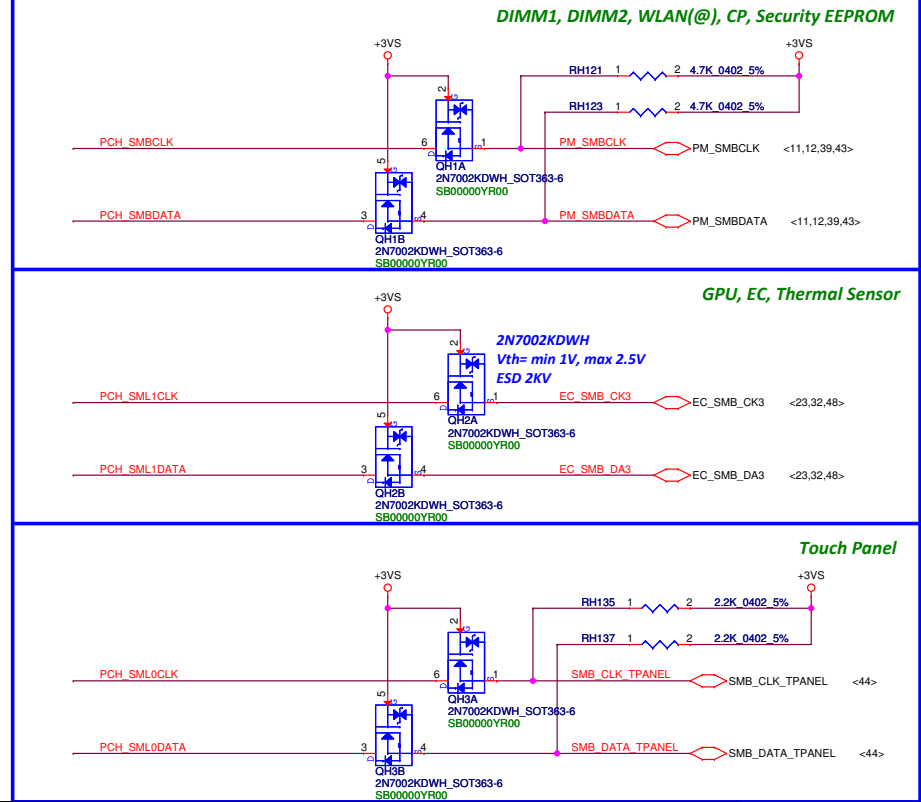 DIMM1, DIMM2, WLAN(@), CP, Security EEPROM
+3VS
+3VS
RH121 1 2 4.7K_0402_5%
2 G
RH123 1 2 4.7K_0402_5%
PCH_SMBCLK 6 D S 1 PM_SMBCLK PM_SMBCLK <11,12,39,43>
QH1A
2N7002KDWH_SOT363-6
SB00000YR00
5 G
PCH_SMBDATA 3 D S 4 PM_SMBDATA PM_SMBDATA <11,12,39,43>
QH1B
2N7002KDWH_SOT363-6
SB00000YR00
GPU, EC, Thermal Sensor
+3VS
2N7002KDWH
Vth= min 1V, max 2.5V
ESD 2KV
2 G
PCH_SML1CLK 6 D S 1 EC_SMB_CK3 EC_SMB_CK3 <23,32,48>
QH2A
2N7002KDWH_SOT363-6
SB00000YR00
5 G
PCH_SML1DATA 3 D S 4 EC_SMB_DA3 EC_SMB_DA3 <23,32,48>
QH2B
2N7002KDWH_SOT363-6
SB00000YR00
Touch Panel
+3VS
+3VS
RH135 1 2 2.2K_0402_5%
2 G
RH137 1 2 2.2K_0402_5%
PCH_SML0CLK 6 D S 1 SMB_CLK_TPANEL SMB_CLK_TPANEL <44>
QH3A
2N7002KDWH_SOT363-6
SB00000YR00
5 G
PCH_SML0DATA 3 D S 4 SMB_DATA_TPANEL SMB_DATA_TPANEL <44>
QH3B
2N7002KDWH_SOT363-6
SB00000YR00